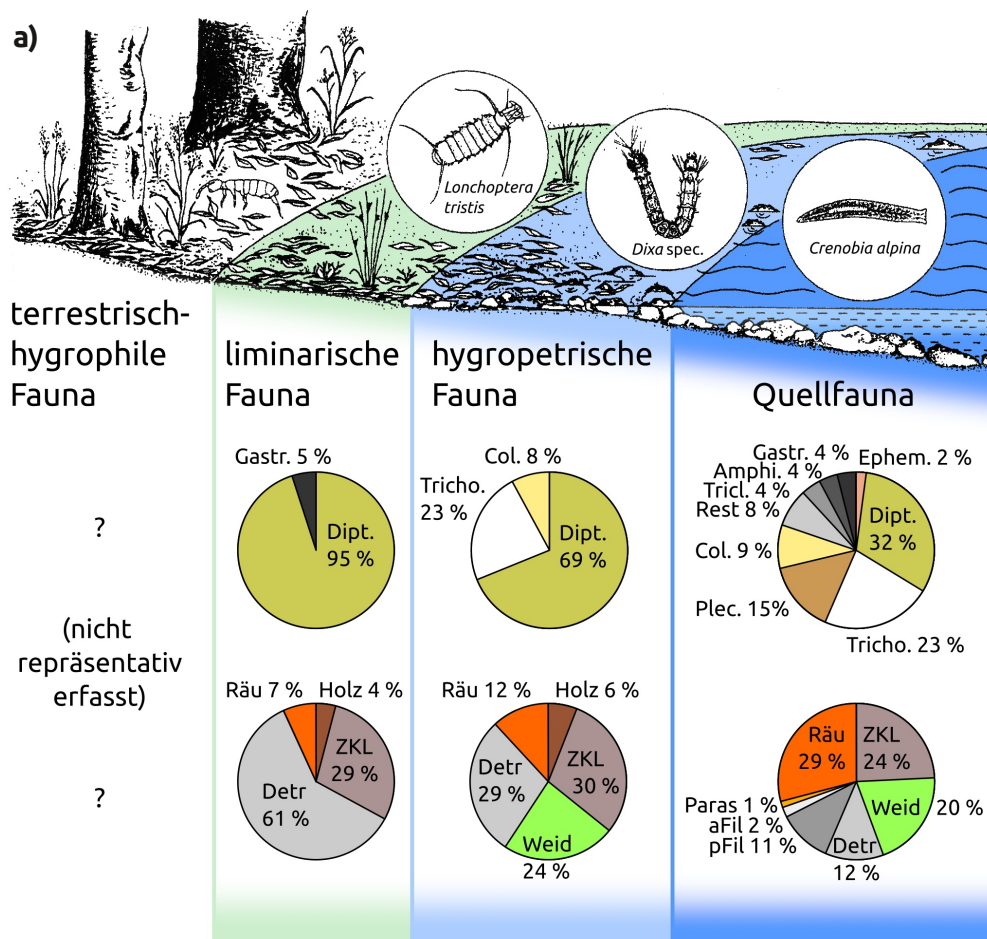 a)
Lonchoptera
tristis
Dixa spec.
Crenobia alpina
terrestrisch-
hygrophile
Fauna
liminarische
Fauna
hygropetrische
Fauna
Quellfauna
?
(nicht
repräsentativ
erfasst)
?
Gastr. 5 %
Dipt.
95 %
Räu 7 %
Holz 4 %
ZKL
29 %
Detr
61 %
Col. 8 %
Tricho.
23 %
Dipt.
69 %
Räu 12 %
Holz 6 %
ZKL
30 %
Detr
29 %
Weid
24 %
Gastr. 4 %
Ephem. 2 %
Amphi. 4 %
Tricl. 4 %
Rest 8 %
Dipt.
32 %
Col. 9 %
Plec. 15%
Tricho. 23 %
Räu
29 %
ZKL
24 %
Weid
20 %
Paras 1 %
aFil 2 %
pFil 11 %
Detr
12 %